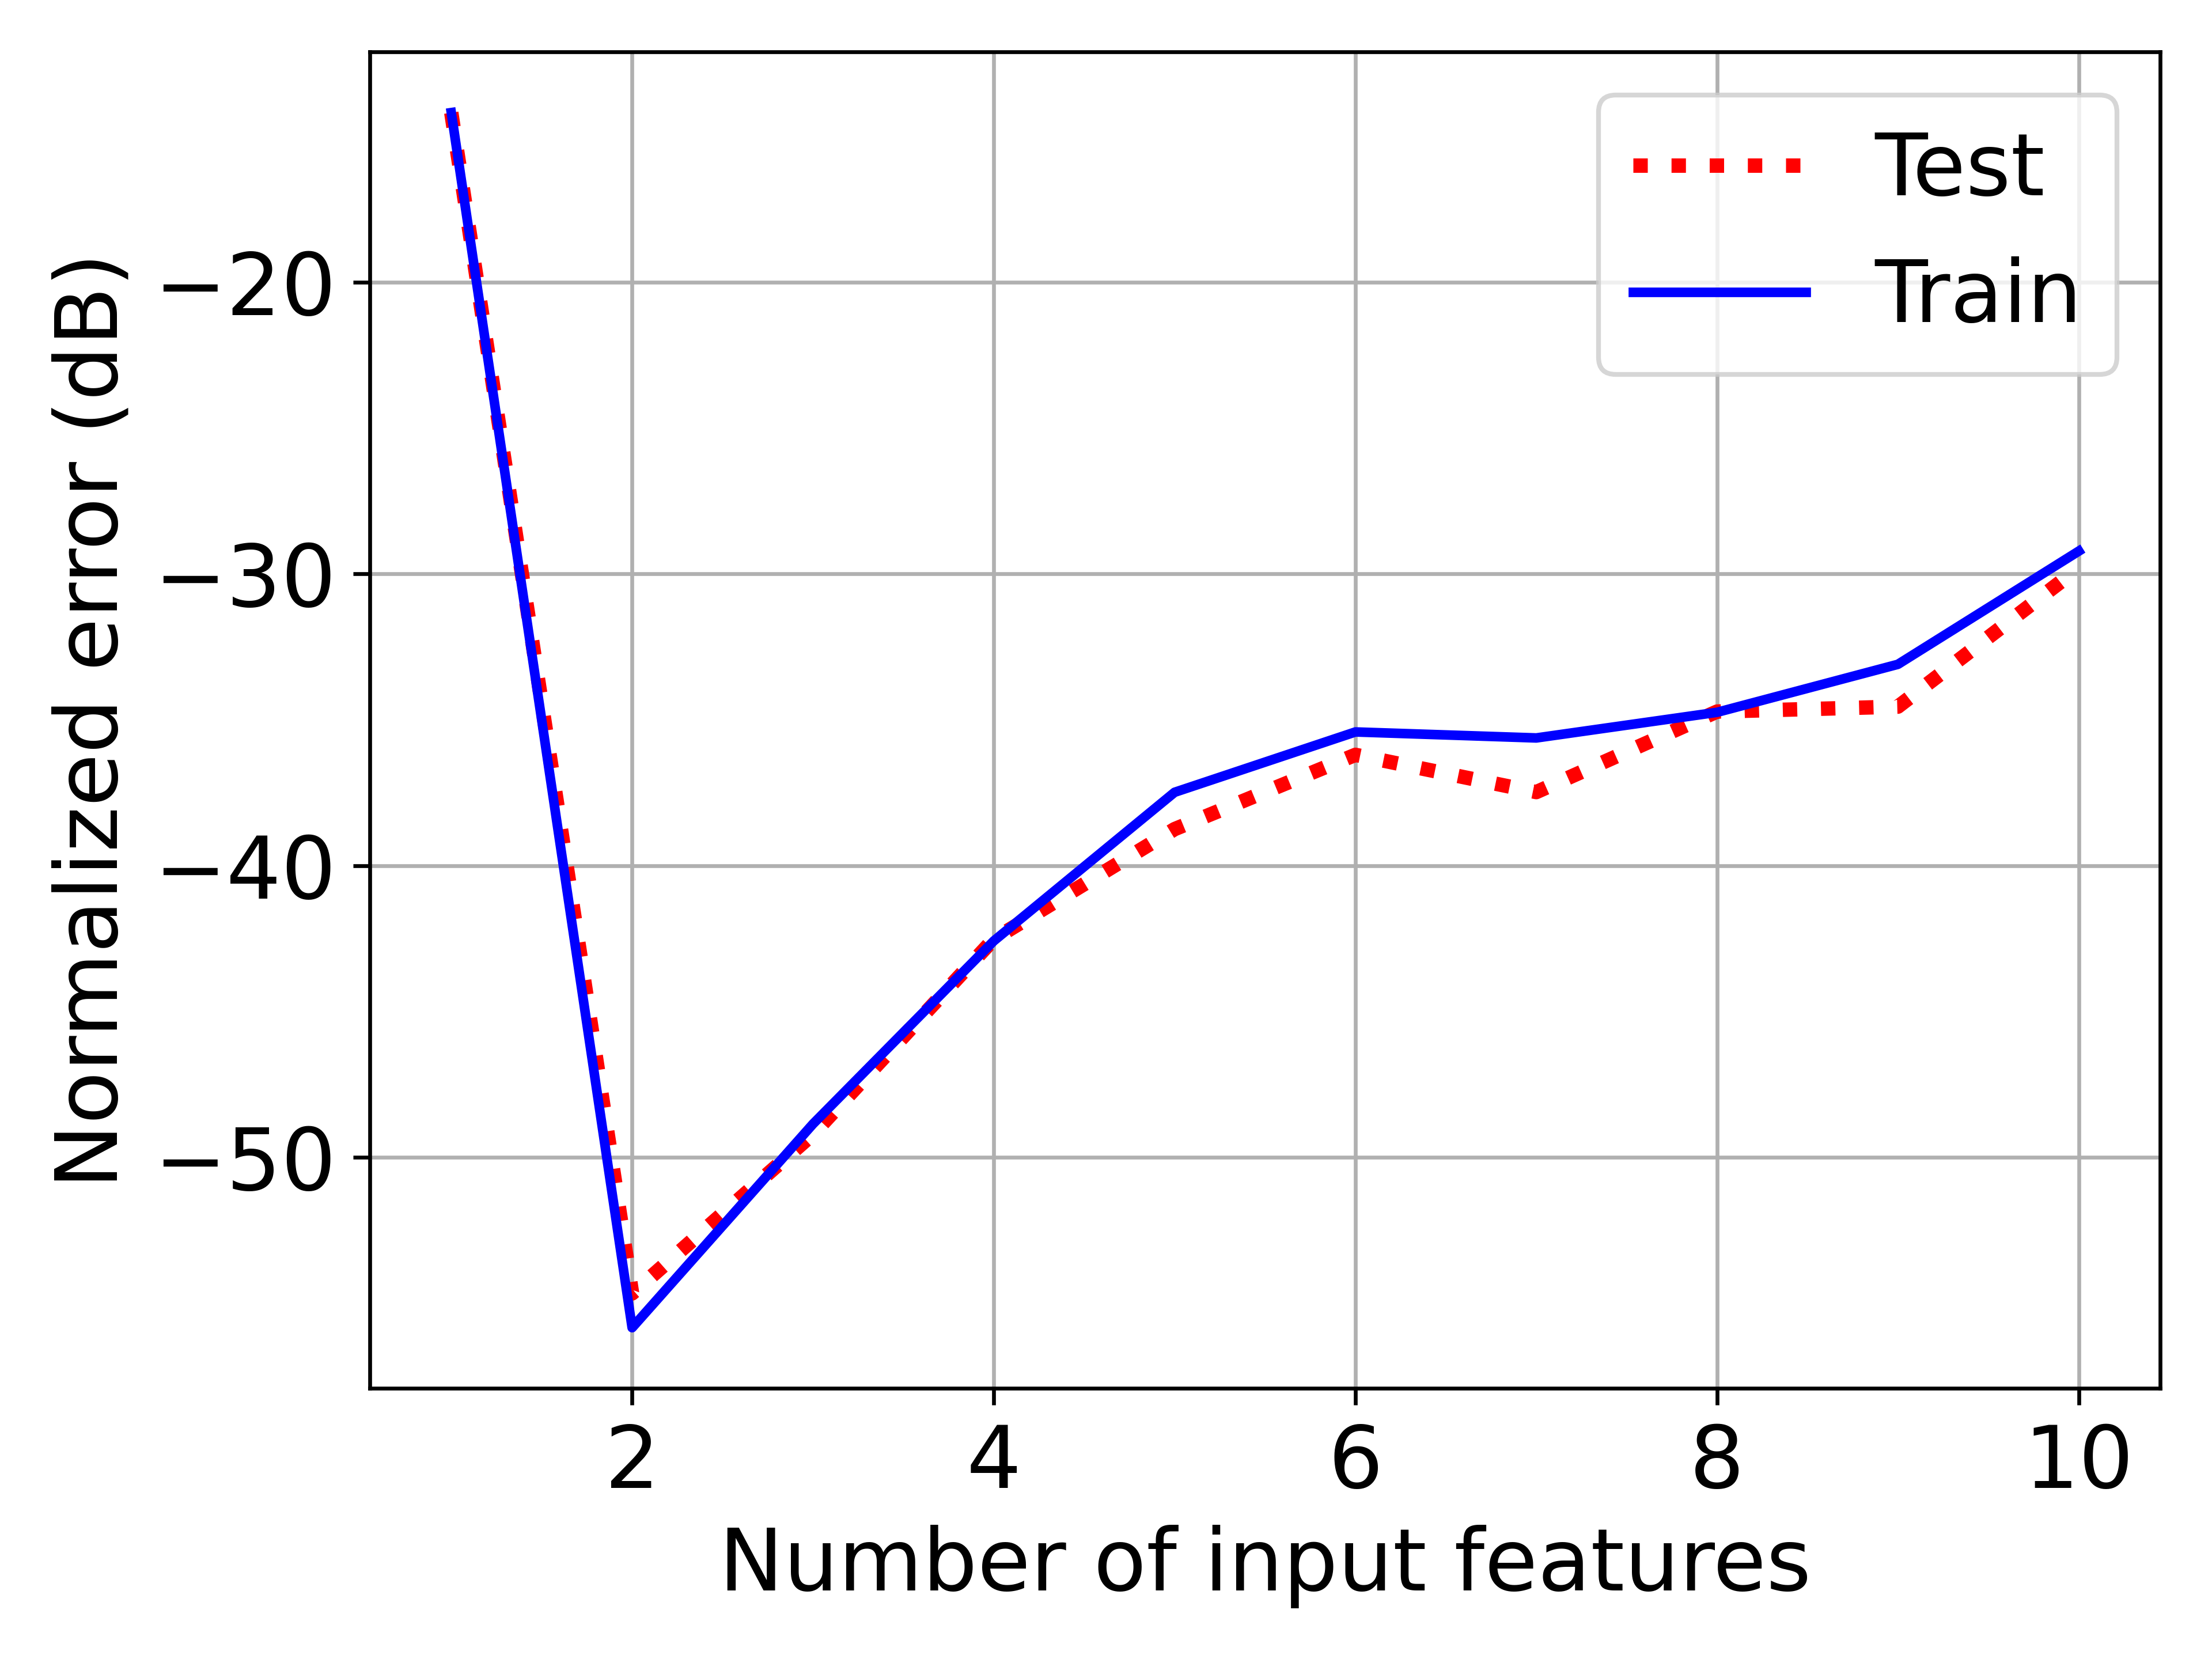 Test
Train
Normalized error (dB)
−20
−30
−40
−50
2 4 6 8 10
Number of input features